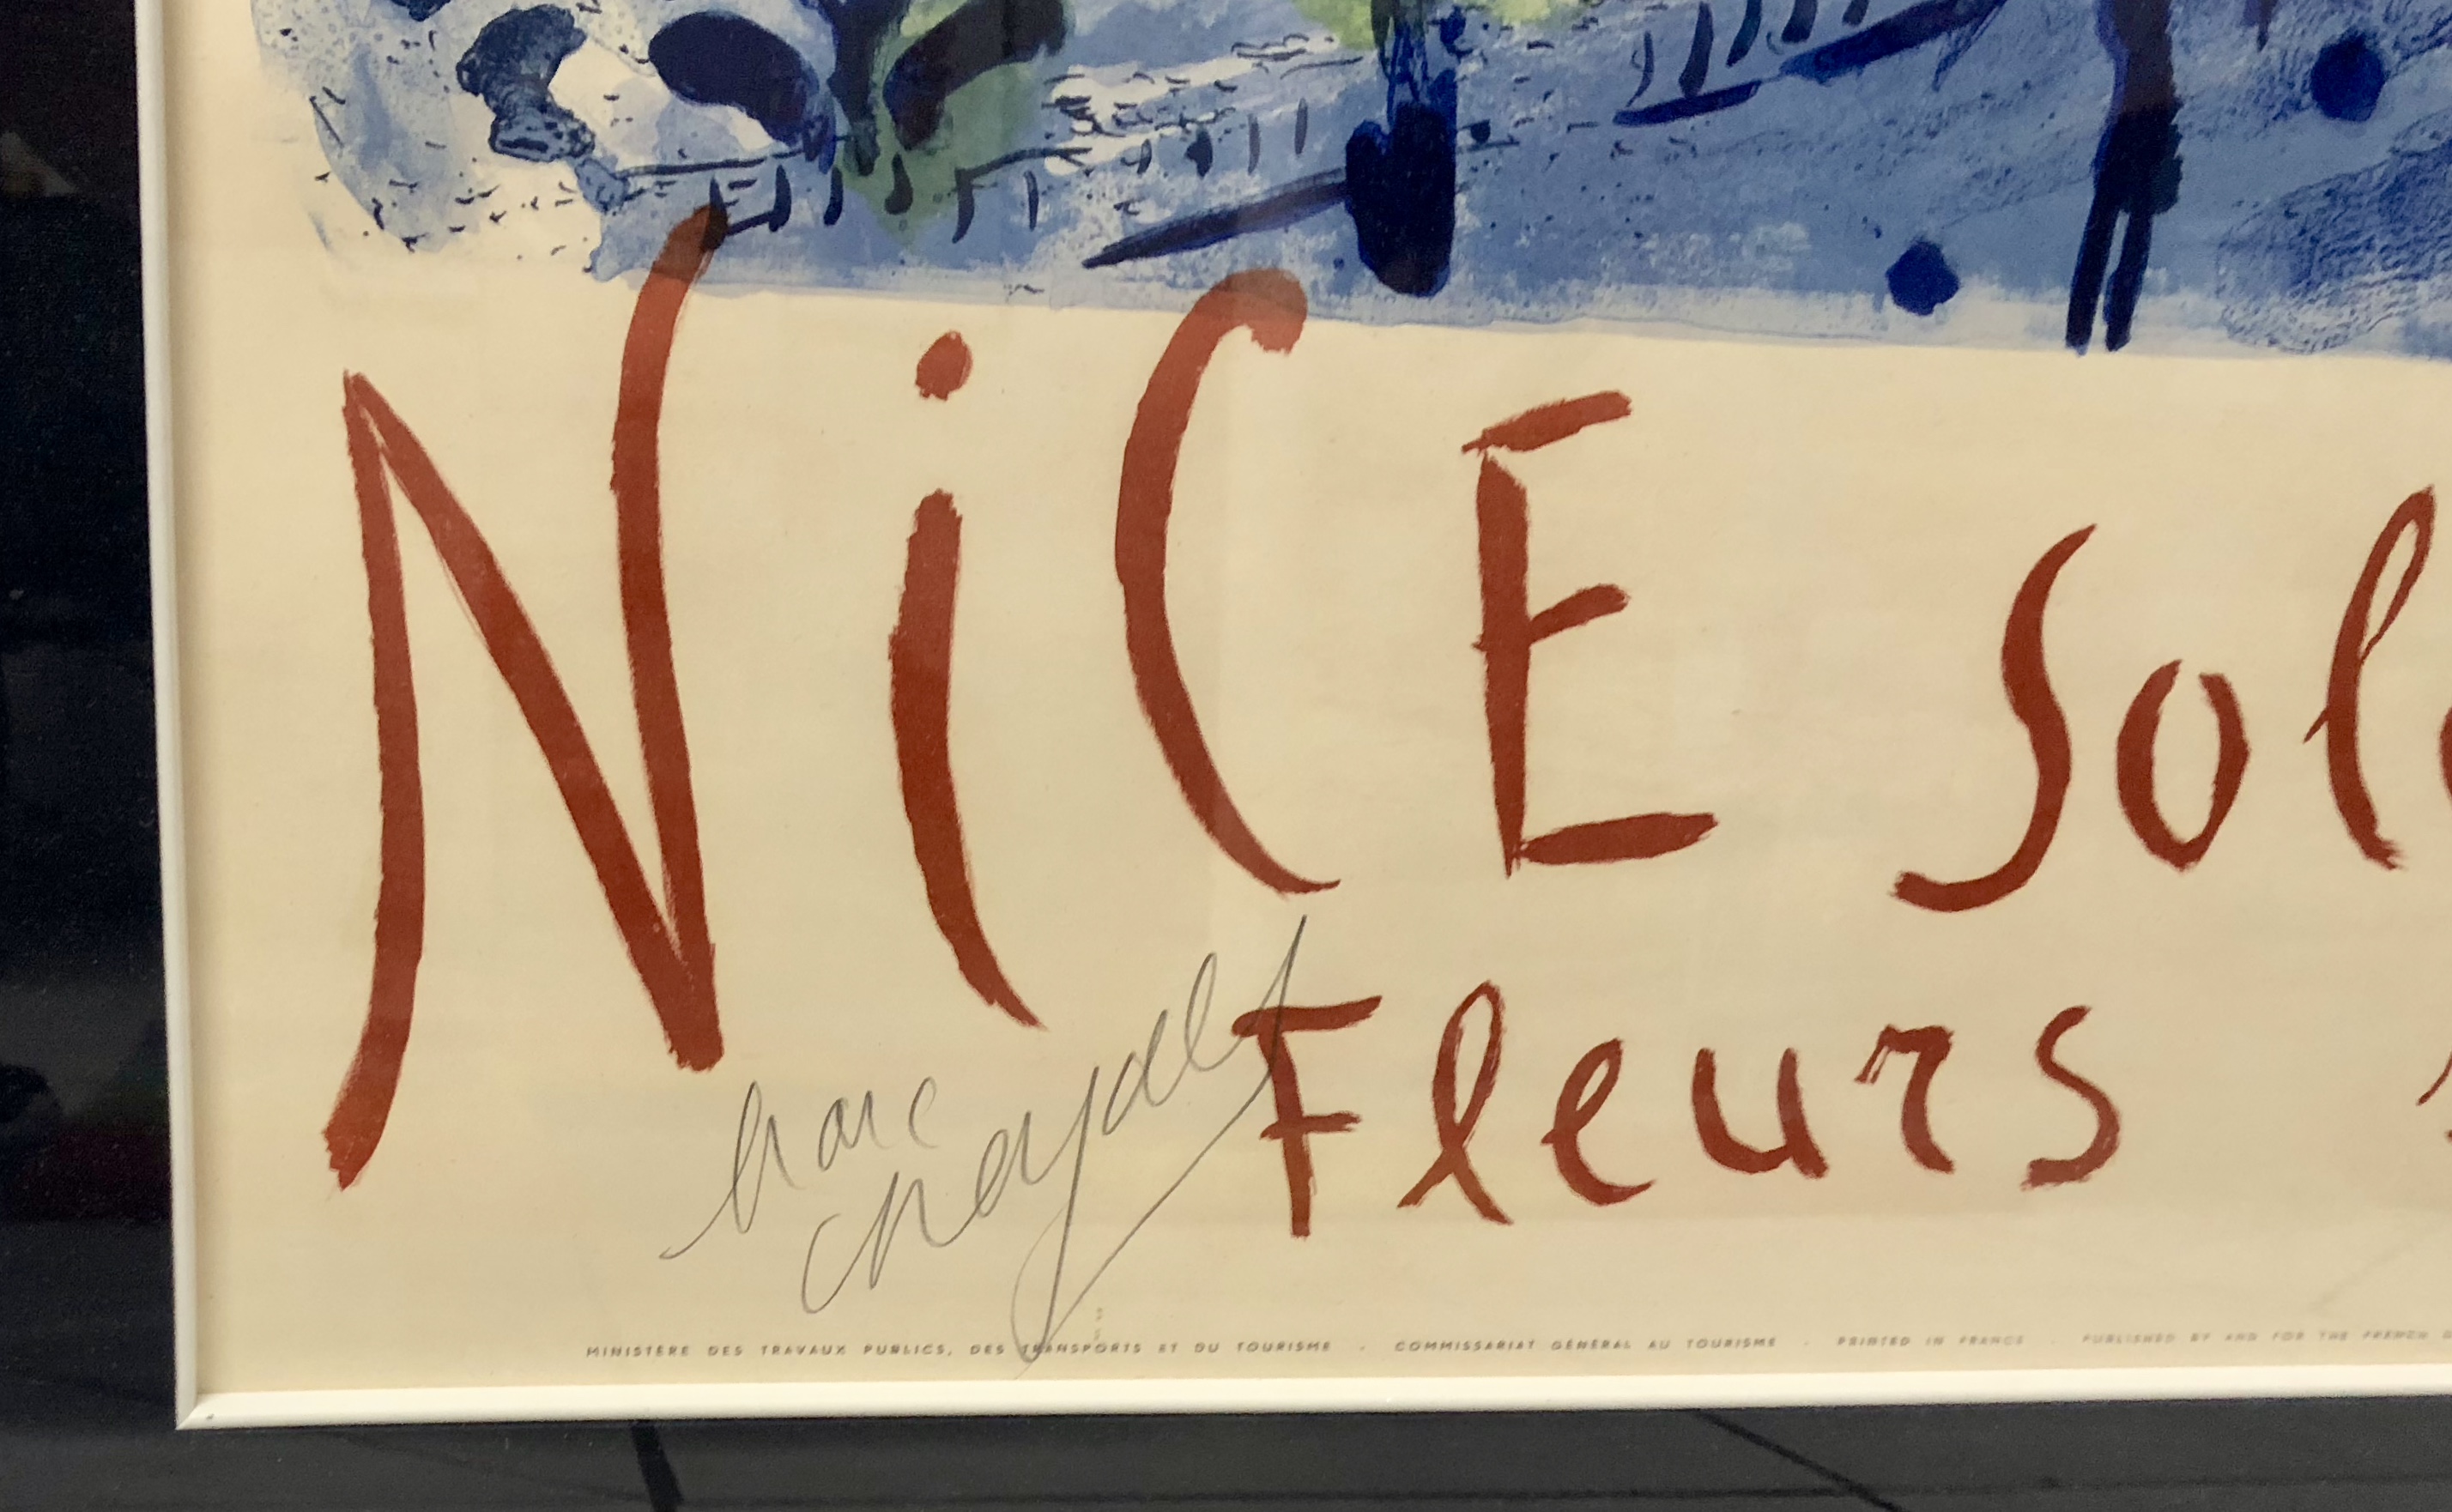 NiCE Sol
Fleurs
Marc
Chagall
MINISTÈRE DES TRAVAUX PUBLICS, DES TRANSPORTS ET DU TOURISME . COMMISSARIAT GÉNÉRAL AU TOURISME . PRINTED IN FRANCE . PUBLISHED BY AND FOR THE FRENCH